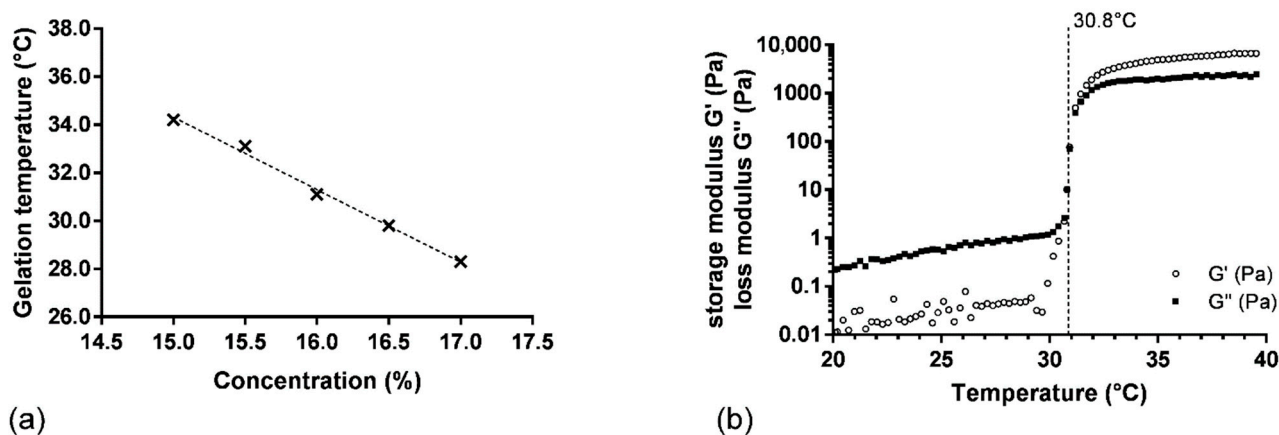 Gelation temperature (°C)
38.0
36.0
34.0
32.0
30.0
28.0
26.0
14.5 15.0 15.5 16.0 16.5 17.0 17.5
Concentration (%)
(a)
30.8°C
storage modulus G' (Pa)
loss modulus G'' (Pa)
10,000
1000
100
10
1
0.1
0.01
G' (Pa)
G'' (Pa)
20 25 30 35 40
Temperature (°C)
(b)